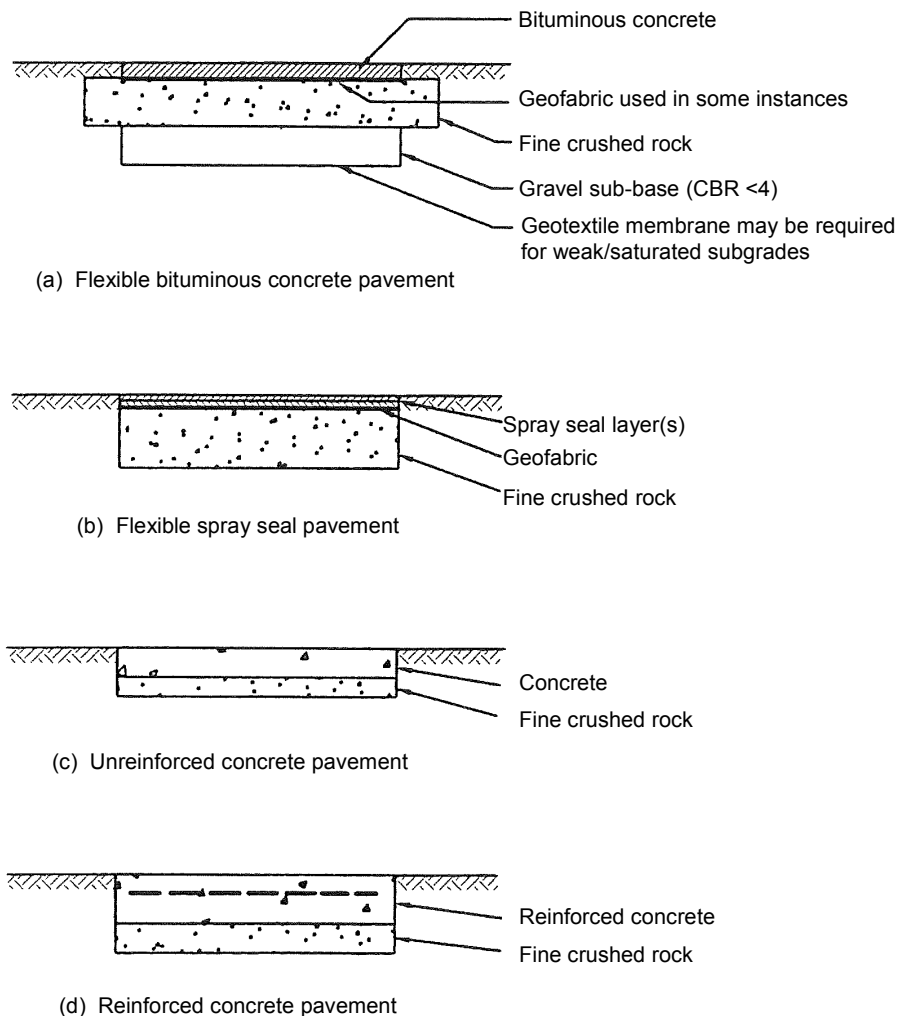 Bituminous concrete
Geofabric used in some instances
Fine crushed rock
Gravel sub-base (CBR <4)
Geotextile membrane may be required
for weak/saturated subgrades
(a) Flexible bituminous concrete pavement
Spray seal layer(s)
Geofabric
Fine crushed rock
(b) Flexible spray seal pavement
Concrete
Fine crushed rock
(c) Unreinforced concrete pavement
Reinforced concrete
Fine crushed rock
(d) Reinforced concrete pavement